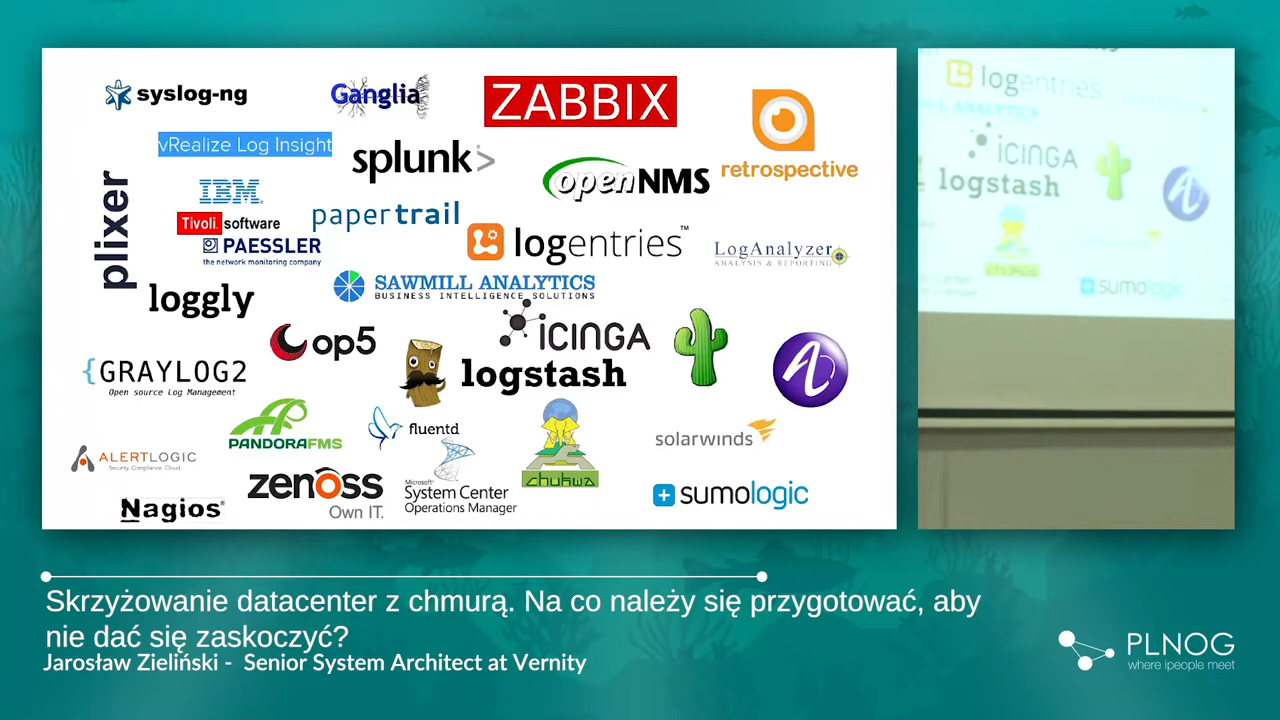 syslog-ng
Ganglia
ZABBIX
vRealize Log Insight
splunk>
retrospective
openNMS
plixer
IBM
Tivoli software
papertrail
PAESSLER
the network monitoring company
logentries™
LogAnalyzer
ANALYSIS & REPORTING
SAWMILL ANALYTICS
BUSINESS INTELLIGENCE SOLUTIONS
loggly
op5
ICINGA
{GRAYLOG2
Open source Log Management
logstash
PANDORAFMS
fluentd
solarwinds
ALERTLOGIC
Security. Compliance. Cloud.
zenoss
Own IT.
Microsoft
System Center
Operations Manager
chukwa
sumologic
Nagios®
logentries
ICINGA
logstash
sumologic
Skrzyżowanie datacenter z chmurą. Na co należy się przygotować, aby
nie dać się zaskoczyć?
Jarosław Zieliński - Senior System Architect at Vernity
PLNOG
where ipeople meet